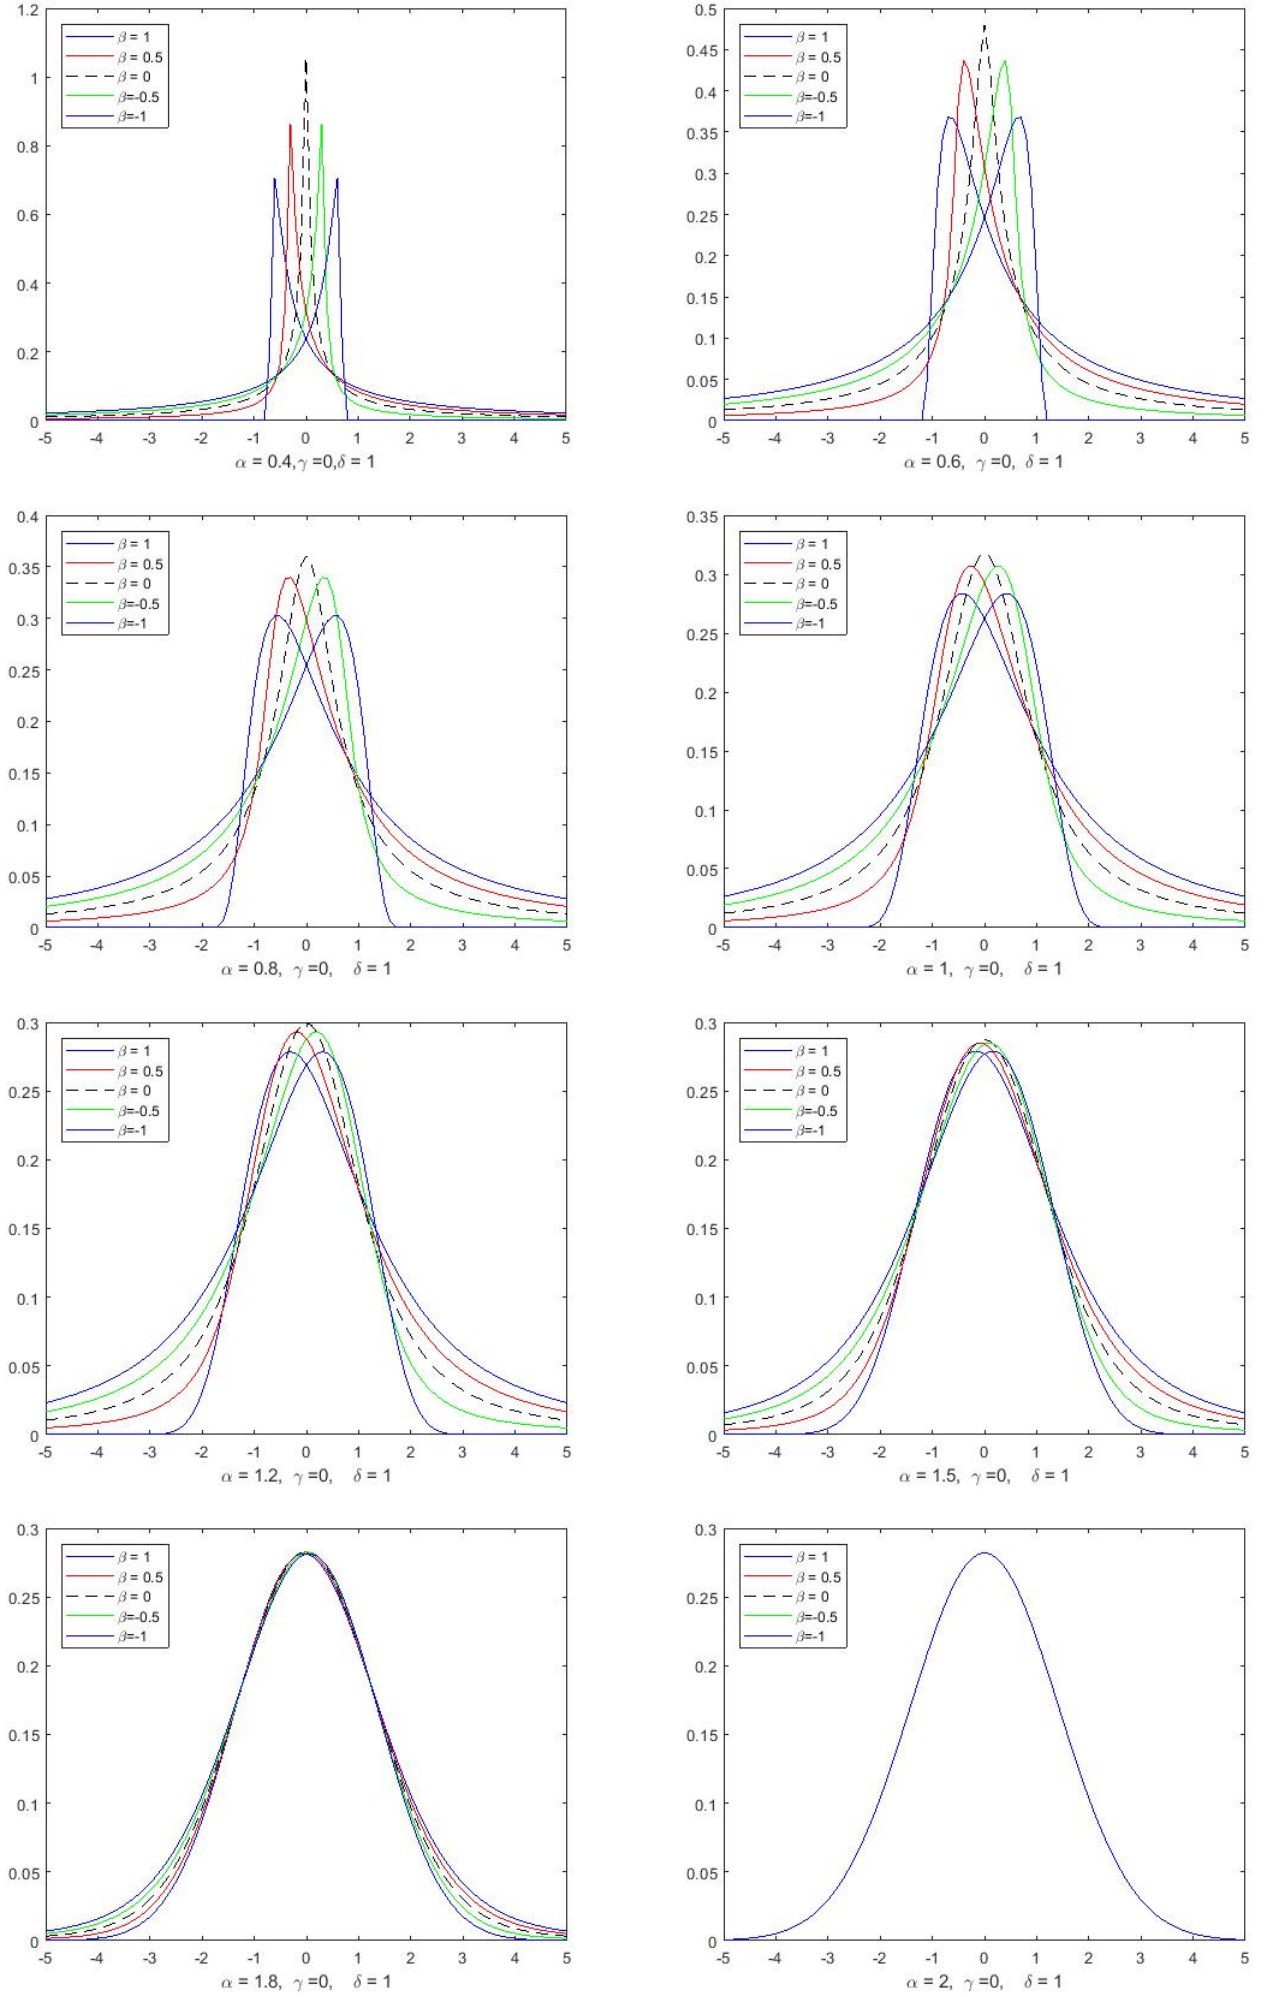 1.2
1
0.8
0.6
0.4
0.2
0
β = 1
β = 0.5
β = 0
β=-0.5
β=-1
-5 -4 -3 -2 -1 0 1 2 3 4 5
α = 0.4,γ =0,δ = 1
0.5
0.45
0.4
0.35
0.3
0.25
0.2
0.15
0.1
0.05
0
β = 1
β = 0.5
β = 0
β=-0.5
β=-1
-5 -4 -3 -2 -1 0 1 2 3 4 5
α = 0.6, γ =0, δ = 1
0.4
0.35
0.3
0.25
0.2
0.15
0.1
0.05
0
β = 1
β = 0.5
β = 0
β=-0.5
β=-1
-5 -4 -3 -2 -1 0 1 2 3 4 5
α = 0.8, γ =0, δ = 1
0.35
0.3
0.25
0.2
0.15
0.1
0.05
0
β = 1
β = 0.5
β = 0
β=-0.5
β=-1
-5 -4 -3 -2 -1 0 1 2 3 4 5
α = 1, γ =0, δ = 1
0.3
0.25
0.2
0.15
0.1
0.05
0
β = 1
β = 0.5
β = 0
β=-0.5
β=-1
-5 -4 -3 -2 -1 0 1 2 3 4 5
α = 1.2, γ =0, δ = 1
0.3
0.25
0.2
0.15
0.1
0.05
0
β = 1
β = 0.5
β = 0
β=-0.5
β=-1
-5 -4 -3 -2 -1 0 1 2 3 4 5
α = 1.5, γ =0, δ = 1
0.3
0.25
0.2
0.15
0.1
0.05
0
β = 1
β = 0.5
β = 0
β=-0.5
β=-1
-5 -4 -3 -2 -1 0 1 2 3 4 5
α = 1.8, γ =0, δ = 1
0.3
0.25
0.2
0.15
0.1
0.05
0
β = 1
β = 0.5
β = 0
β=-0.5
β=-1
-5 -4 -3 -2 -1 0 1 2 3 4 5
α = 2, γ =0, δ = 1